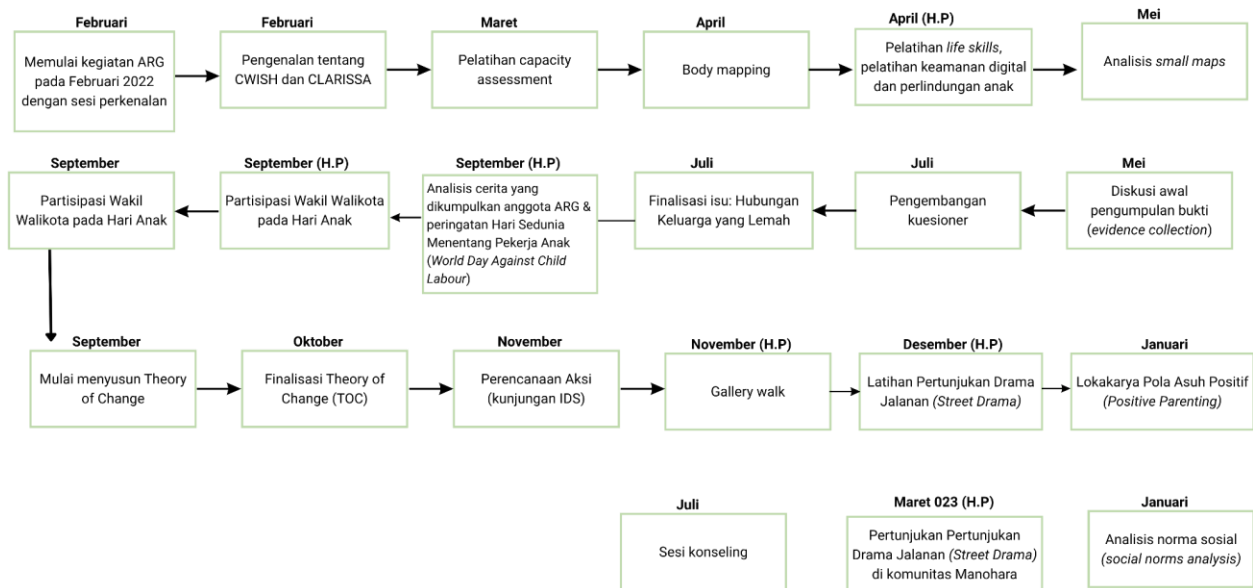 Februari
Memulai kegiatan ARG
pada Februari 2022
dengan sesi perkenalan
Februari
Pengenalan tentang
CWISH dan CLARISSA
Maret
Pelatihan capacity
assessment
April
Body mapping
April (H.P)
Pelatihan life skills,
pelatihan keamanan digital
dan perlindungan anak
Mei
Analisis small maps
September
Partisipasi Wakil
Walikota pada Hari Anak
September (H.P)
Partisipasi Wakil Walikota
pada Hari Anak
September (H.P)
Analisis cerita yang
dikumpulkan anggota ARG &
peringatan Hari Sedunia
Menentang Pekerja Anak
(World Day Against Child
Labour)
Juli
Finalisasi isu: Hubungan
Keluarga yang Lemah
Juli
Pengembangan
kuesioner
Mei
Diskusi awal
pengumpulan bukti
(evidence collection)
September
Mulai menyusun Theory
of Change
Oktober
Finalisasi Theory of
Change (TOC)
November
Perencanaan Aksi
(kunjungan IDS)
November (H.P)
Gallery walk
Desember (H.P)
Latihan Pertunjukan Drama
Jalanan (Street Drama)
Januari
Lokakarya Pola Asuh Positif
(Positive Parenting)
Juli
Sesi konseling
Maret 023 (H.P)
Pertunjukan Pertunjukan
Drama Jalanan (Street Drama)
di komunitas Manohara
Januari
Analisis norma sosial
(social norms analysis)